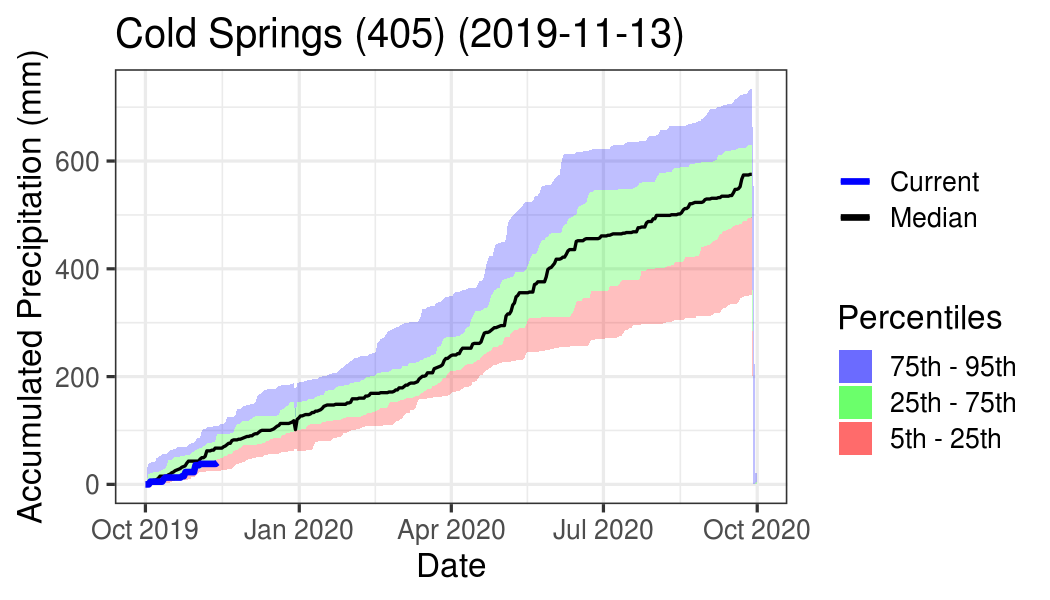 Cold Springs (405) (2019-11-13)
Accumulated Precipitation (mm)
600
400
200
0
Oct 2019
Jan 2020
Apr 2020
Jul 2020
Oct 2020
Date
Current
Median
Percentiles
75th - 95th
25th - 75th
5th - 25th